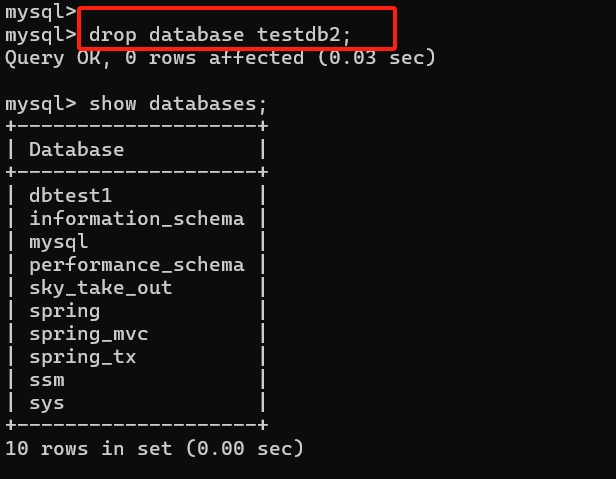 mysql>
mysql> drop database testdb2;
Query OK, 0 rows affected (0.03 sec)
mysql> show databases;
+--------------------+
| Database           |
+--------------------+
| dbtest1            |
| information_schema |
| mysql              |
| performance_schema |
| sky_take_out       |
| spring             |
| spring_mvc         |
| spring_tx          |
| ssm                |
| sys                |
+--------------------+
10 rows in set (0.00 sec)